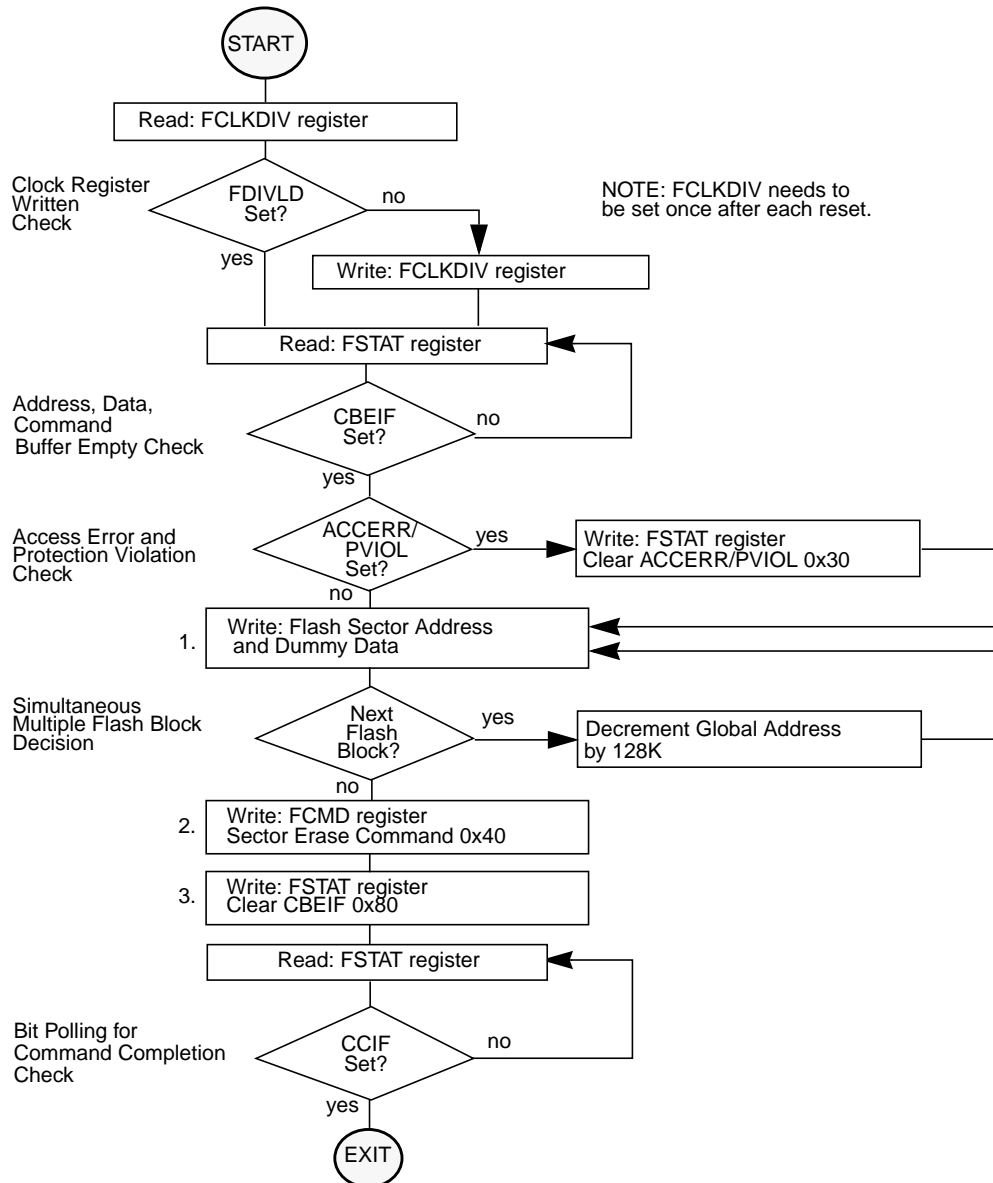 START
Read: FCLKDIV register
Clock Register
Written
Check
FDIVLD
Set?
no
yes
NOTE: FCLKDIV needs to
be set once after each reset.
Write: FCLKDIV register
Read: FSTAT register
Address, Data,
Command
Buffer Empty Check
CBEIF
Set?
no
yes
Access Error and
Protection Violation
Check
ACCERR/
PVIOL
Set?
yes
no
Write: FSTAT register
Clear ACCERR/PVIOL 0x30
1.
Write: Flash Sector Address
and Dummy Data
Simultaneous
Multiple Flash Block
Decision
Next
Flash
Block?
yes
no
Decrement Global Address
by 128K
2.
Write: FCMD register
Sector Erase Command 0x40
3.
Write: FSTAT register
Clear CBEIF 0x80
Read: FSTAT register
Bit Polling for
Command Completion
Check
CCIF
Set?
no
yes
EXIT